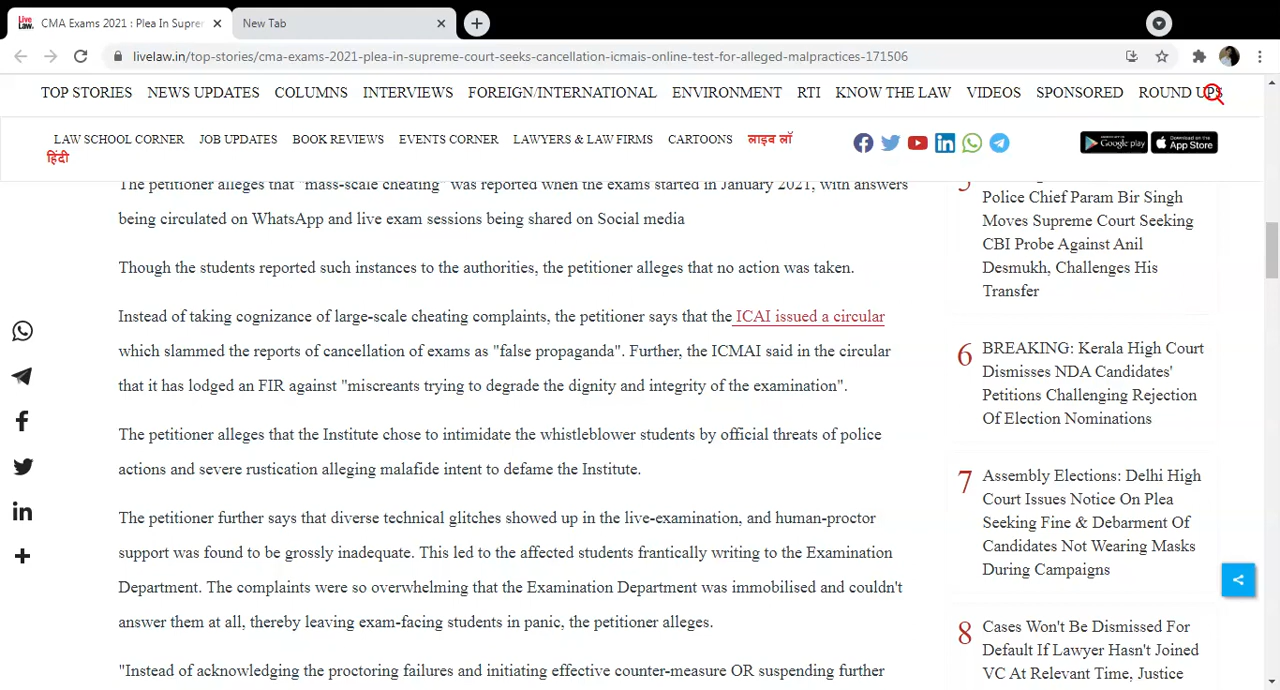 Live Law. CMA Exams 2021 : Plea In Suprer
New Tab
livelaw.in/top-stories/cma-exams-2021-plea-in-supreme-court-seeks-cancellation-icmais-online-test-for-alleged-malpractices-171506
TOP STORIES NEWS UPDATES COLUMNS INTERVIEWS FOREIGN/INTERNATIONAL ENVIRONMENT RTI KNOW THE LAW VIDEOS SPONSORED ROUND UPS
LAW SCHOOL CORNER JOB UPDATES BOOK REVIEWS EVENTS CORNER LAWYERS & LAW FIRMS CARTOONS लाइव लॉ
हिंदी
Google play
Download on the App Store
The petitioner alleges that "mass-scale cheating" was reported when the exams started in January 2021, with answers
being circulated on WhatsApp and live exam sessions being shared on Social media
Though the students reported such instances to the authorities, the petitioner alleges that no action was taken.
Instead of taking cognizance of large-scale cheating complaints, the petitioner says that the ICAI issued a circular
which slammed the reports of cancellation of exams as "false propaganda". Further, the ICMAI said in the circular
that it has lodged an FIR against "miscreants trying to degrade the dignity and integrity of the examination".
The petitioner alleges that the Institute chose to intimidate the whistleblower students by official threats of police
actions and severe rustication alleging malafide intent to defame the Institute.
The petitioner further says that diverse technical glitches showed up in the live-examination, and human-proctor
support was found to be grossly inadequate. This led to the affected students frantically writing to the Examination
Department. The complaints were so overwhelming that the Examination Department was immobilised and couldn't
answer them at all, thereby leaving exam-facing students in panic, the petitioner alleges.
"Instead of acknowledging the proctoring failures and initiating effective counter-measure OR suspending further
Police Chief Param Bir Singh
Moves Supreme Court Seeking
CBI Probe Against Anil
Desmukh, Challenges His
Transfer
6 BREAKING: Kerala High Court
Dismisses NDA Candidates'
Petitions Challenging Rejection
Of Election Nominations
7 Assembly Elections: Delhi High
Court Issues Notice On Plea
Seeking Fine & Debarment Of
Candidates Not Wearing Masks
During Campaigns
8 Cases Won't Be Dismissed For
Default If Lawyer Hasn't Joined
VC At Relevant Time, Justice